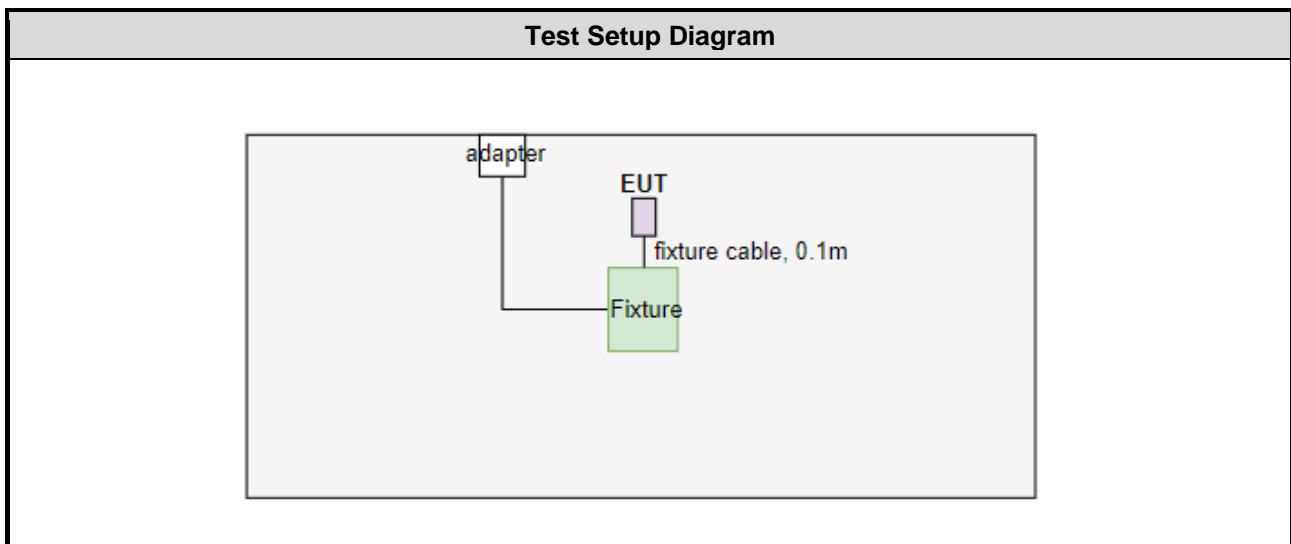 Test Setup Diagram
adapter
EUT
fixture cable, 0.1m
Fixture